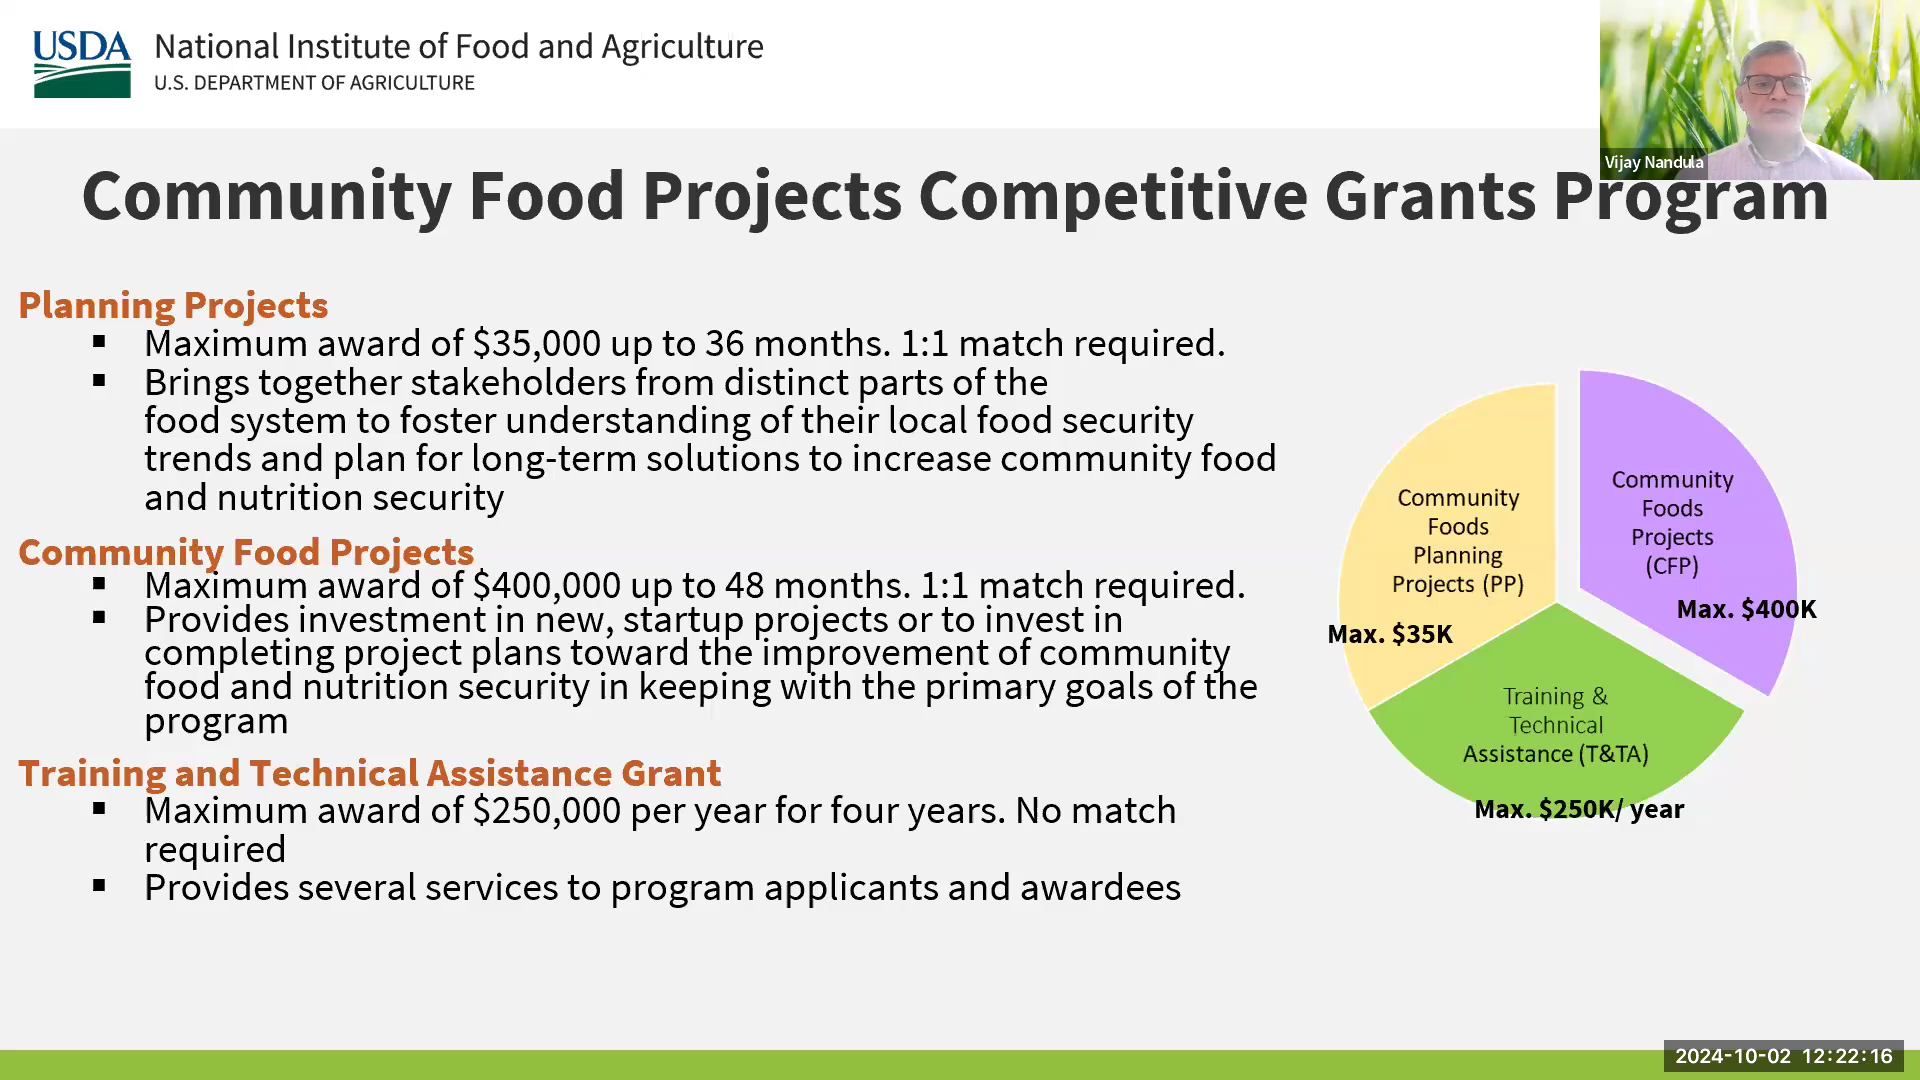 USDA
National Institute of Food and Agriculture
U.S. DEPARTMENT OF AGRICULTURE
Vijay Nandula
Community Food Projects Competitive Grants Program
Planning Projects
▪ Maximum award of $35,000 up to 36 months. 1:1 match required.
▪ Brings together stakeholders from distinct parts of the
food system to foster understanding of their local food security
trends and plan for long-term solutions to increase community food
and nutrition security
Community Food Projects
▪ Maximum award of $400,000 up to 48 months. 1:1 match required.
▪ Provides investment in new, startup projects or to invest in
completing project plans toward the improvement of community
food and nutrition security in keeping with the primary goals of the
program
Training and Technical Assistance Grant
▪ Maximum award of $250,000 per year for four years. No match
required
▪ Provides several services to program applicants and awardees
Community
Foods
Planning
Projects (PP)
Max. $35K
Community
Foods
Projects
(CFP)
Max. $400K
Training &
Technical
Assistance (T&TA)
Max. $250K/ year
2024-10-02 12:22:16